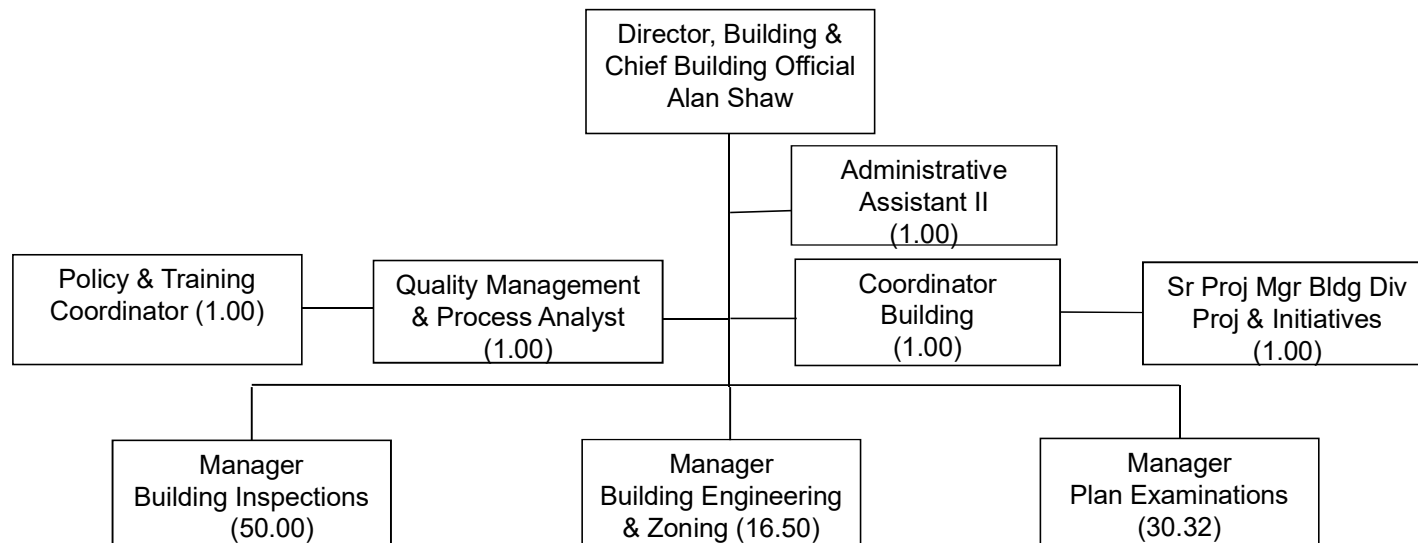 Director, Building &
Chief Building Official
Alan Shaw
Administrative
Assistant II
(1.00)
Policy & Training
Coordinator (1.00)
Quality Management
& Process Analyst
(1.00)
Coordinator
Building
(1.00)
Sr Proj Mgr Bldg Div
Proj & Initiatives
(1.00)
Manager
Building Inspections
(50.00)
Manager
Building Engineering
& Zoning (16.50)
Manager
Plan Examinations
(30.32)